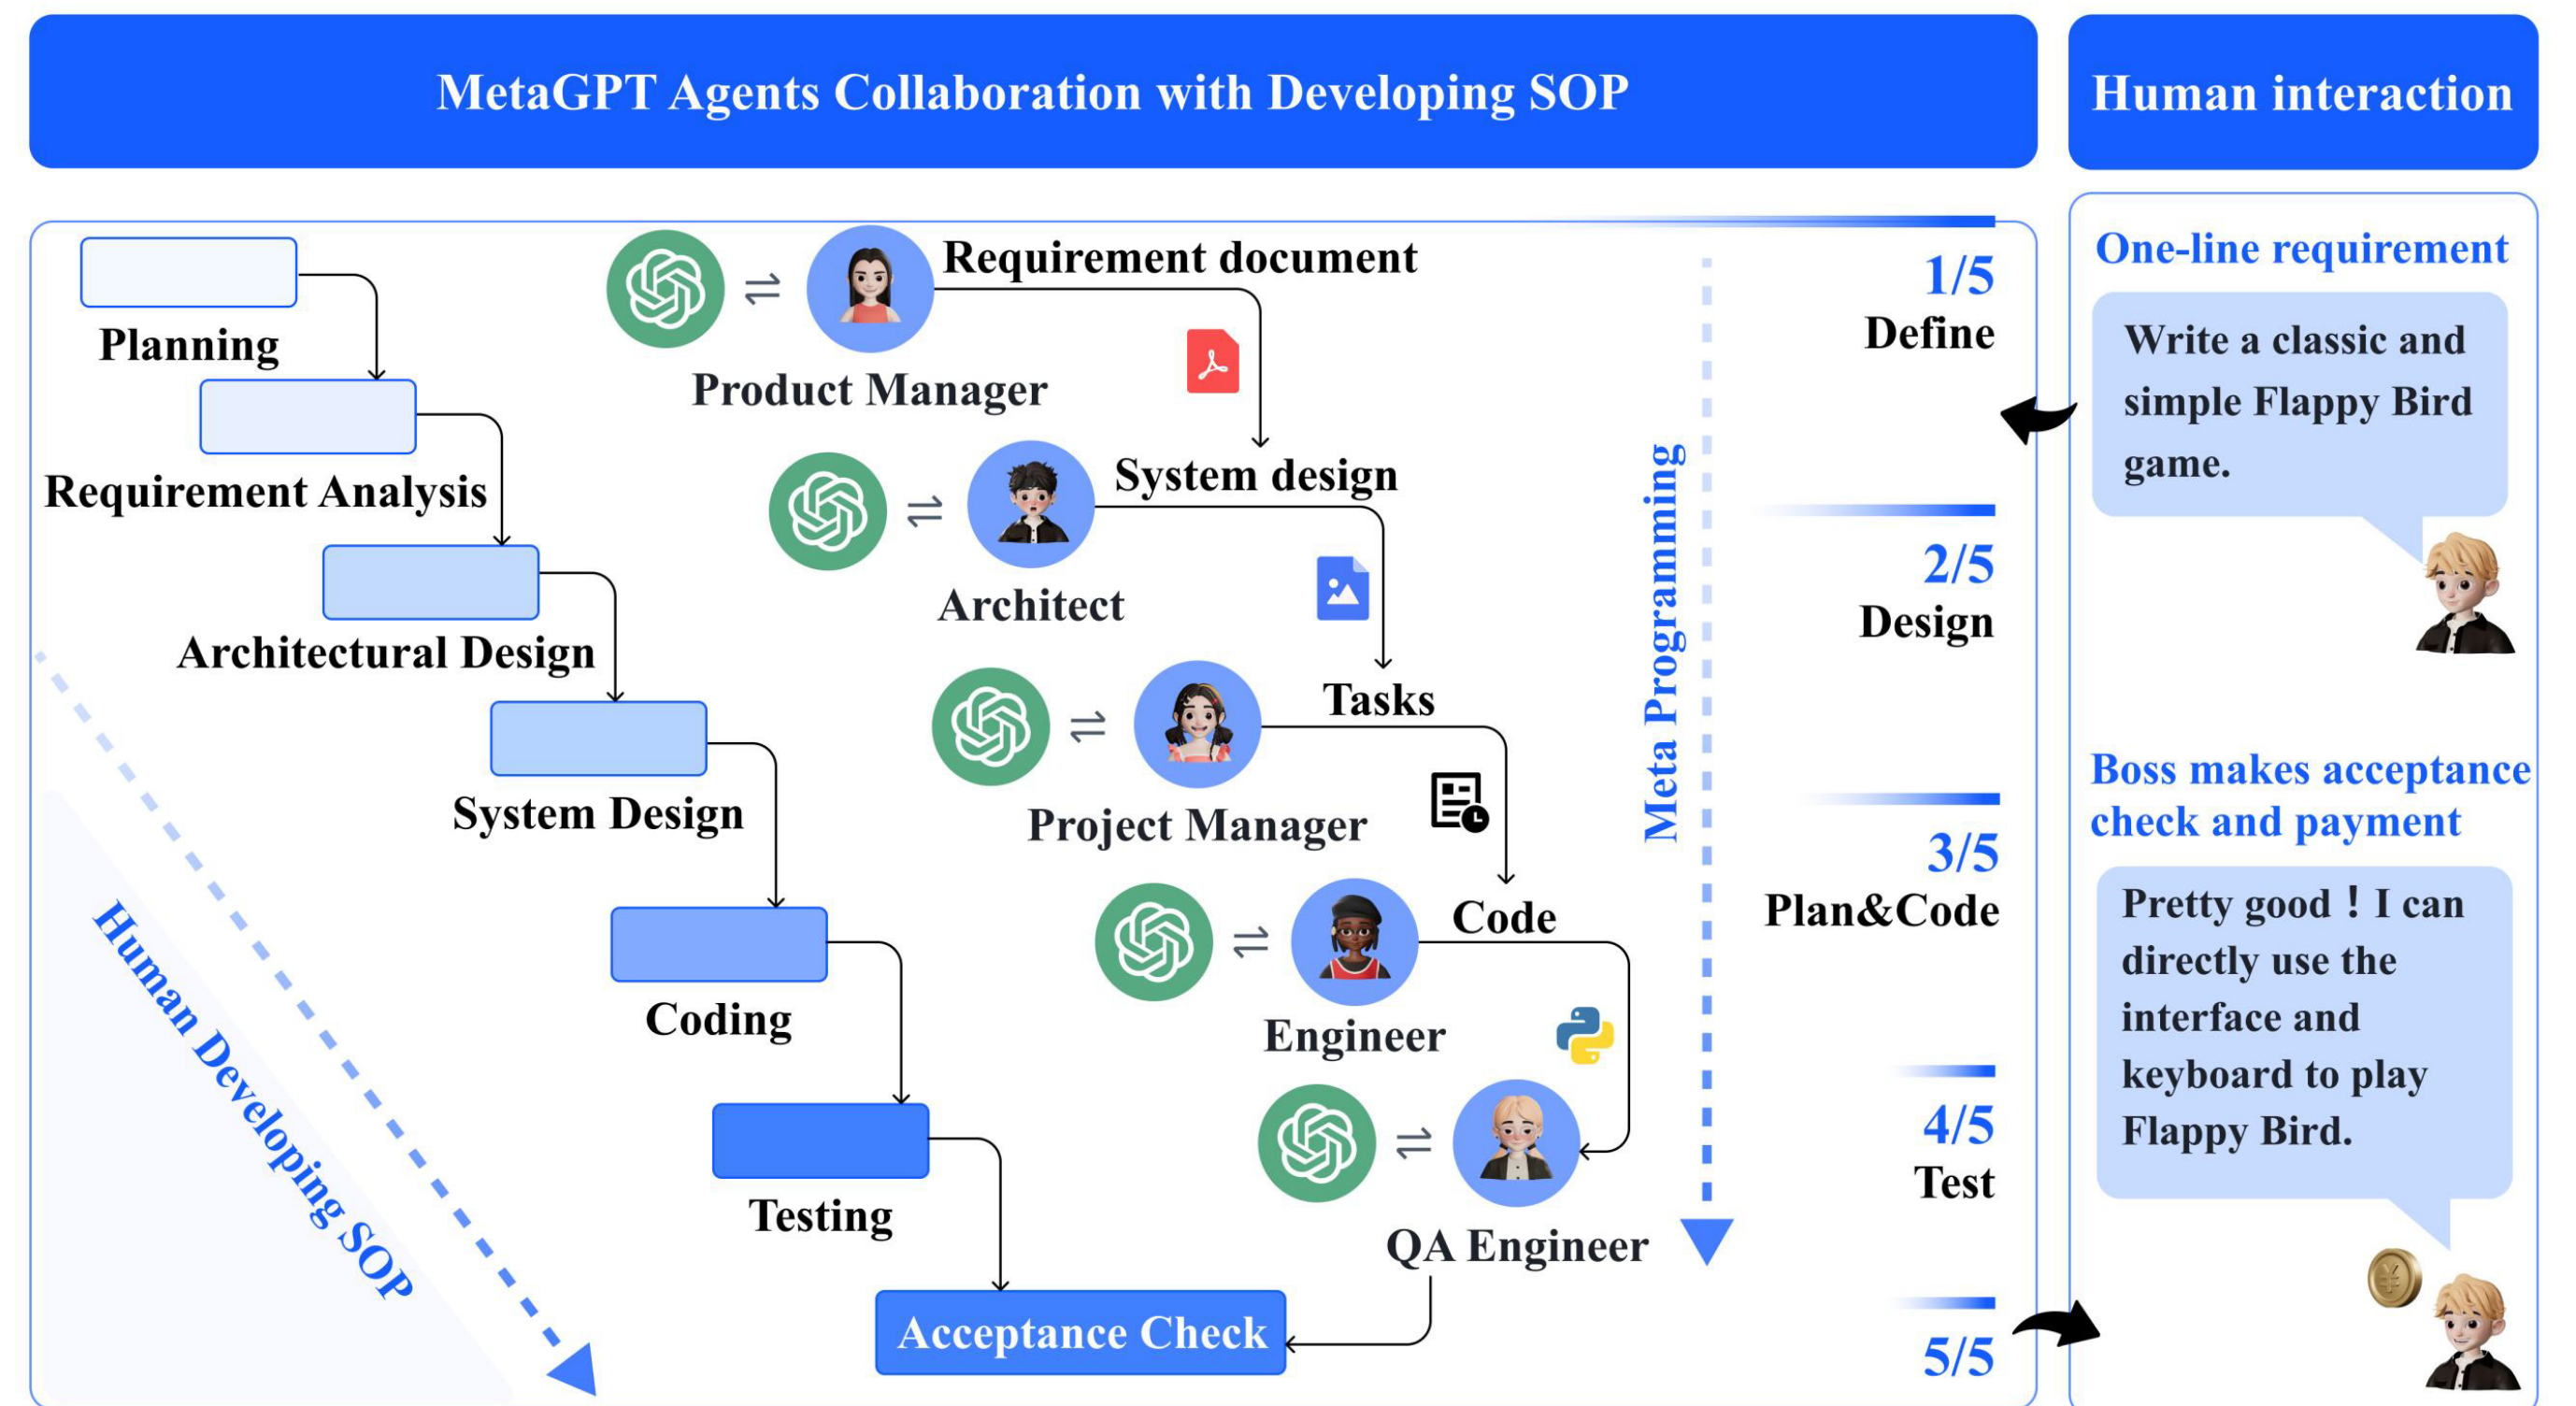 MetaGPT Agents Collaboration with Developing SOP
Human interaction
Planning
Requirement Analysis
Architectural Design
System Design
Coding
Testing
Acceptance Check
Human Developing SOP
Requirement document
Product Manager
System design
Architect
Tasks
Project Manager
Code
Engineer
QA Engineer
Meta Programming
1/5
Define
2/5
Design
3/5
Plan&Code
4/5
Test
5/5
One-line requirement
Write a classic and
simple Flappy Bird
game.
Boss makes acceptance
check and payment
Pretty good！I can
directly use the
interface and
keyboard to play
Flappy Bird.
¥